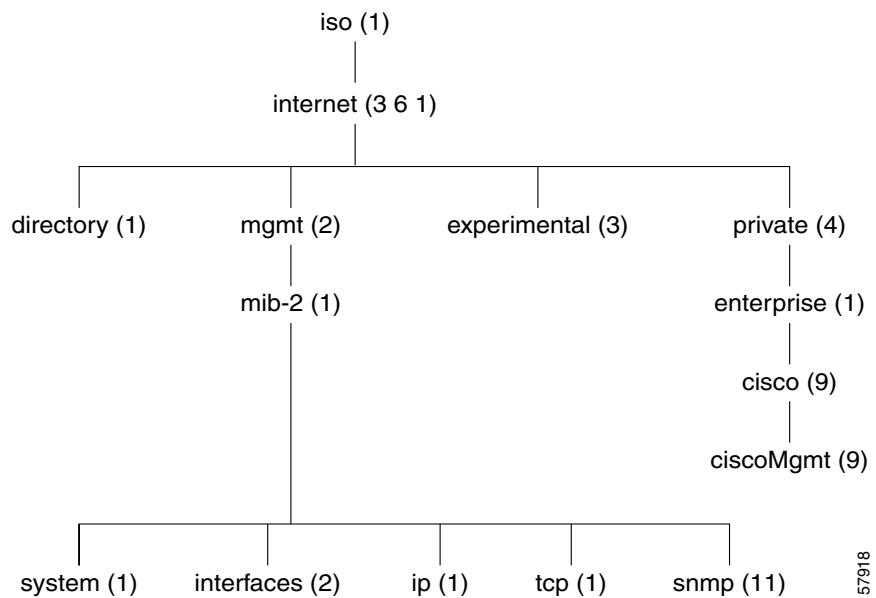 iso (1)
internet (3 6 1)
directory (1)
mgmt (2)
experimental (3)
private (4)
mib-2 (1)
enterprise (1)
cisco (9)
ciscoMgmt (9)
system (1)
interfaces (2)
ip (1)
tcp (1)
snmp (11)
57918